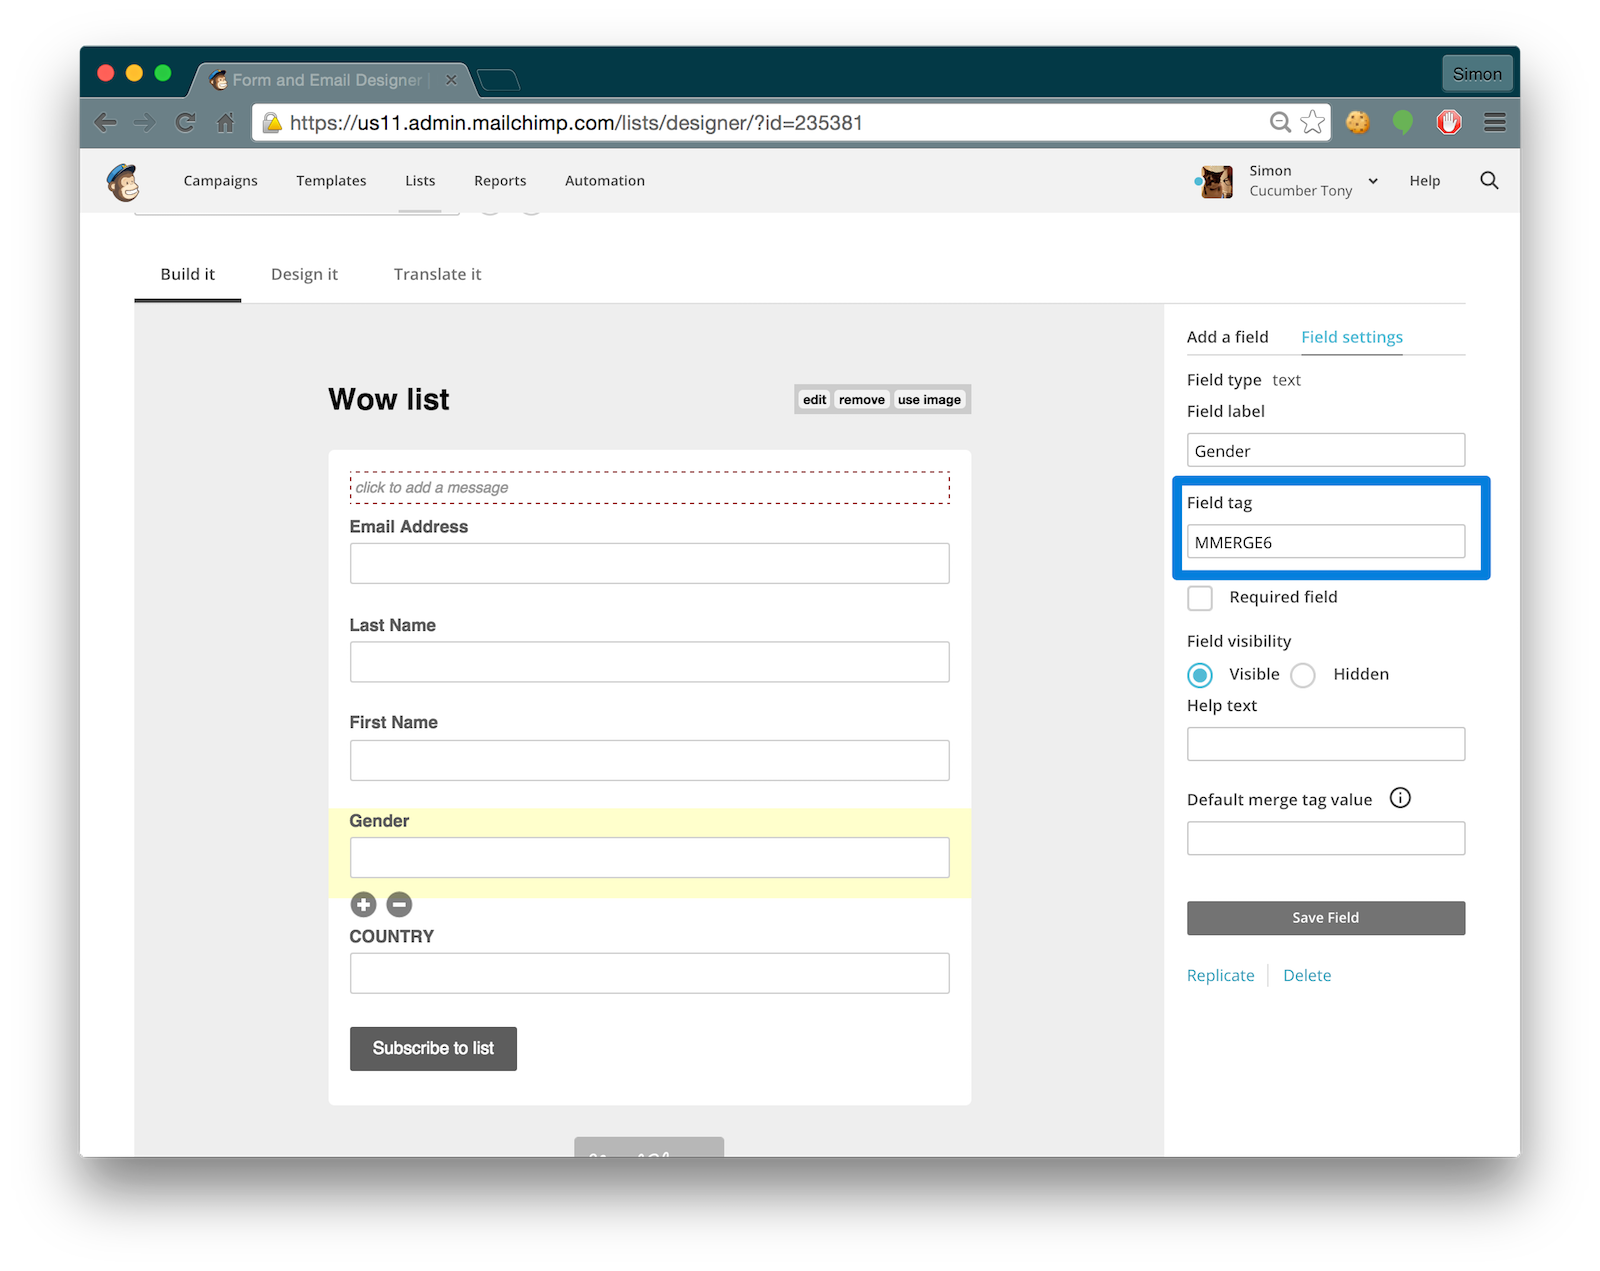 Form and Email Designer
Simon
https://us11.admin.mailchimp.com/lists/designer/?id=235381
Campaigns
Templates
Lists
Reports
Automation
Simon
Cucumber Tony
Help
Build it
Design it
Translate it
Wow list
edit
remove
use image
click to add a message
Email Address
Last Name
First Name
Gender
COUNTRY
Subscribe to list
Add a field
Field settings
Field type text
Field label
Gender
Field tag
MMERGE6
Required field
Field visibility
Visible
Hidden
Help text
Default merge tag value
Save Field
Replicate
Delete